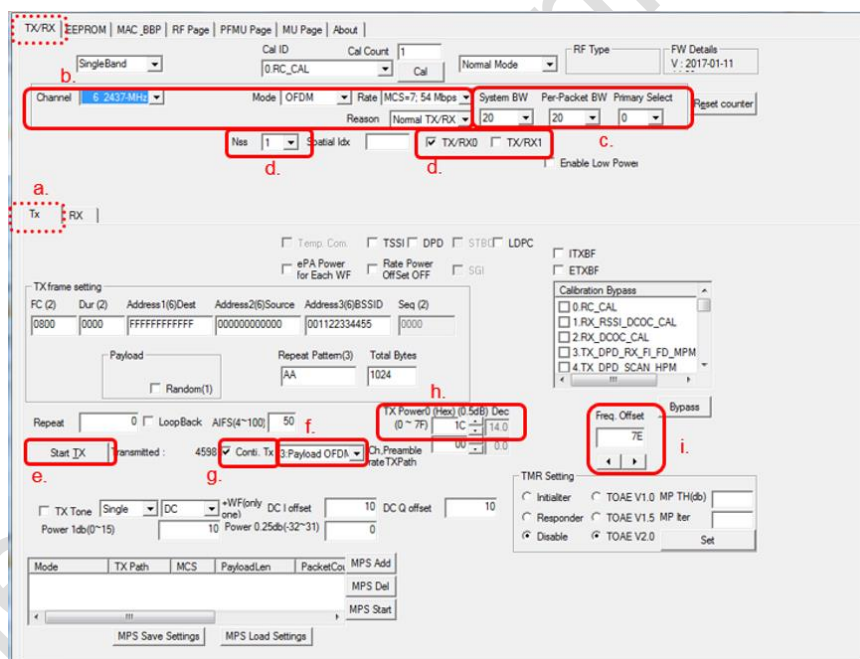 TX/RX EEPROM MAC_BBP RF Page PFMU Page MU Page About
Cal ID Cal Count 1 RF Type FW Details
b. SingleBand 0.RC_CAL Cal Normal Mode V : 2017-01-11
Channel 6 2437-MHz Mode OFDM Rate MCS=7; 54 Mbps System BW Per-Packet BW Primary Select Reset counter
Reason Normal TX/RX 20 20 0
Nss 1 Spatial Idx TX/RX0 TX/RX1 c.
d. d. Enable Low Power
a.
Tx RX
Temp. Com. TSSI DPD STBC LDPC ITXBF
ePA Power for Each WF Rate Power OffSet OFF SGI ETXBF
TX frame setting Calibration Bypass
FC (2) Dur (2) Address1(6)Dest Address2(6)Source Address3(6)BSSID Seq (2) 0.RC_CAL
0800 0000 FFFFFFFFFFFF 000000000000 001122334455 0000 1.RX_RSSI_DCOC_CAL
2.RX_DCOC_CAL
Payload Repeat Pattern(3) Total Bytes 3.TX_DPD_RX_FI_FD_MPM
Random(1) AA 1024 4.TX_DPD_SCAN_HPM
h.
TX Power0 (Hex) (0.5dB) Dec Bypass
Repeat 0 LoopBack AIFS(4~100) 50 f. (0 ~ 7F) 1C 14.0 Freq. Offset
00 0.0 7E i.
Start TX Transmitted : 4598 Conti. Tx 3:Payload OFDM Ch,Preamble rateTXPath
e. g.
TMR Setting
TX Tone Single DC +WF(only one) DC I offset 10 DC Q offset 10 Initialiter TOAE V1.0 MP TH(db)
Responder TOAE V1.5 MP Iter
Power 1db(0~15) 10 Power 0.25db(-32~31) 0 Disable TOAE V2.0 Set
Mode TX Path MCS PayloadLen PacketCou MPS Add
MPS Del
MPS Start
MPS Save Settings MPS Load Settings